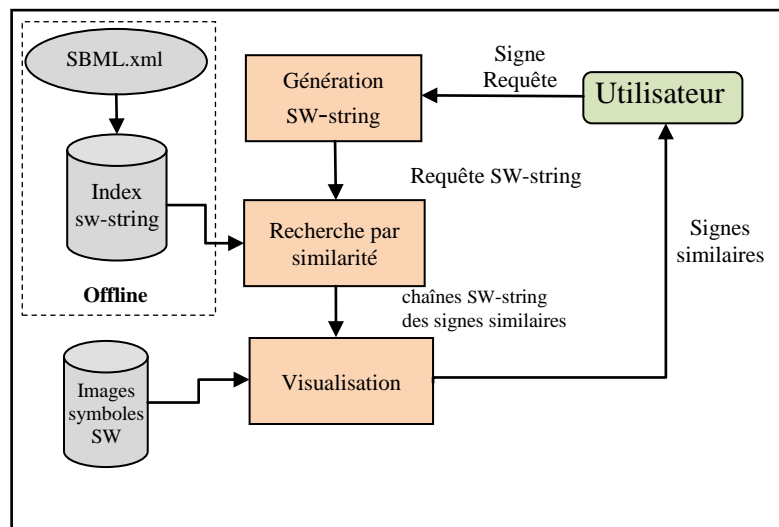 SBML.xml
Index
sw-string
Offline
Images
symboles
SW
Génération
SW-string
Signe
Requête
Utilisateur
Requête SW-string
Recherche par
similarité
Signes
similaires
chaînes SW-string
des signes similaires
Visualisation